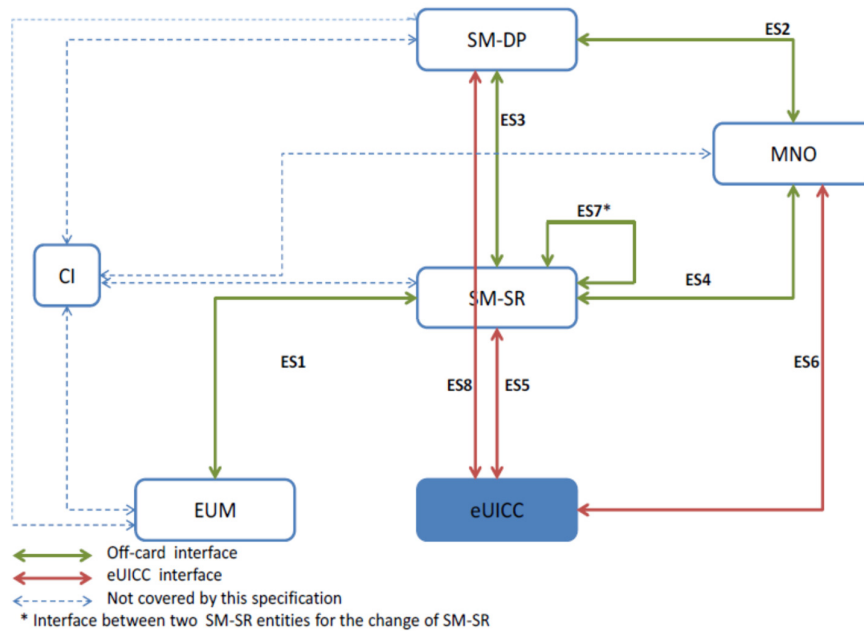 SM-DP
ES2
ES3
MNO
ES7*
CI
SM-SR
ES4
ES1
ES8
ES5
ES6
EUM
eUICC
Off-card interface
eUICC interface
Not covered by this specification
* Interface between two SM-SR entities for the change of SM-SR